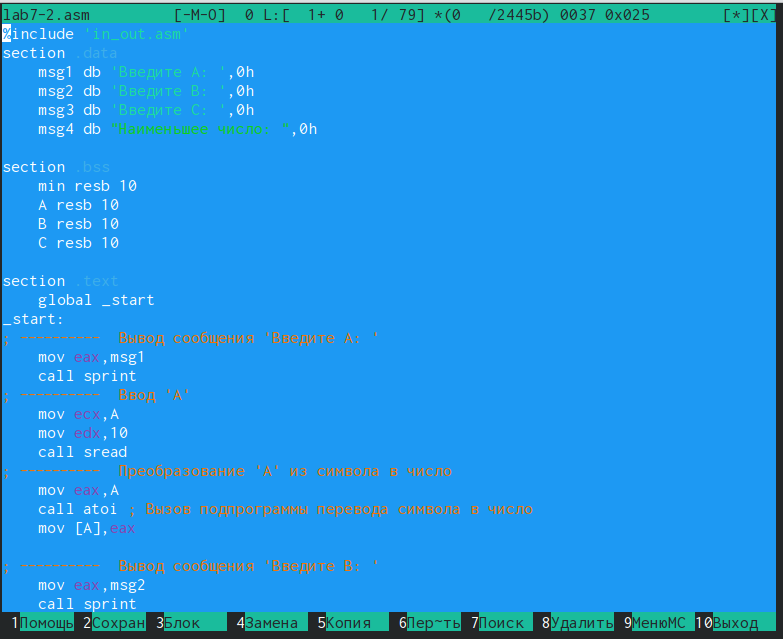 lab7-2.asm [-M-O] 0 L:[ 1+ 0 1/ 79] *(0 /2445b) 0037 0x025 [*][X]
%include 'in_out.asm'
section .data
msg1 db 'Введите A: ',0h
msg2 db 'Введите B: ',0h
msg3 db 'Введите C: ',0h
msg4 db "Наименьшее число: ",0h
section .bss
min resb 10
A resb 10
B resb 10
C resb 10
section .text
global _start
_start:
; ---------- Вывод сообщения 'Введите A: '
mov eax,msg1
call sprint
; ---------- Ввод 'A'
mov ecx,A
mov edx,10
call sread
; ---------- Преобразование 'A' из символа в число
mov eax,A
call atoi ; Вызов подпрограммы перевода символа в число
mov [A],eax
; ---------- Вывод сообщения 'Введите B: '
mov eax,msg2
call sprint
1Помощь 2Сохран 3Блок 4Замена 5Копия 6Пер~ть 7Поиск 8Удалить 9МенюMC 10Выход